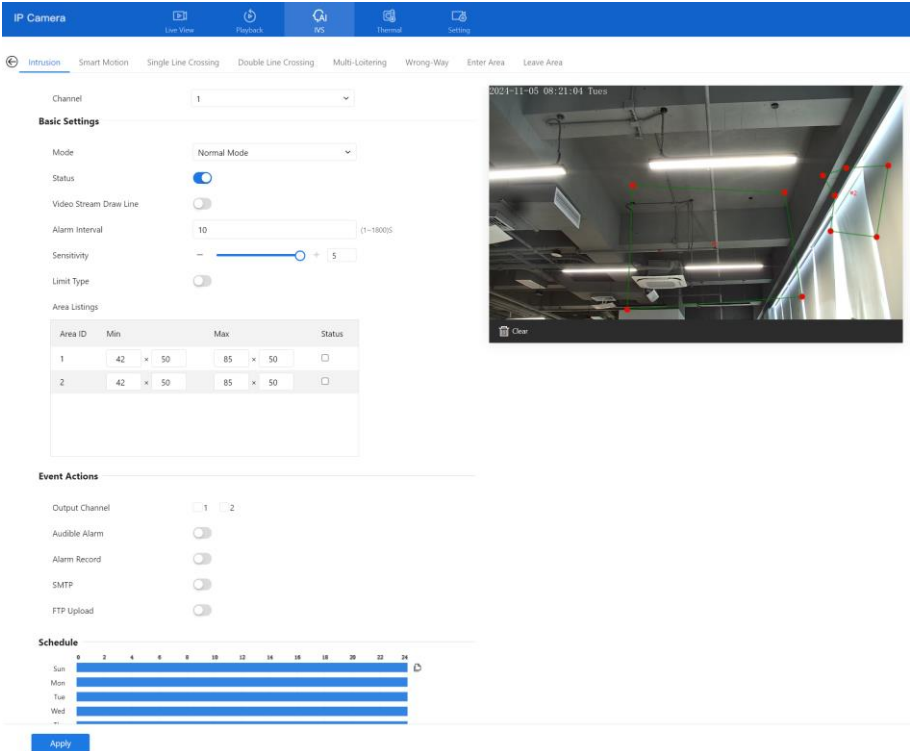 IP Camera
Live View
Playback
IVS
Thermal
Setting
Intrusion Smart Motion Single Line Crossing Double Line Crossing Multi-Loitering Wrong-Way Enter Area Leave Area
Channel 1
2024-11-05 08:21:04 Tues
Basic Settings
Mode Normal Mode
Status
Video Stream Draw Line
Alarm Interval 10 (1~1800)S
Sensitivity − + 5
Limit Type
Area Listings
Clear
Area ID Min Max Status
1 42 × 50 85 × 50
2 42 × 50 85 × 50
Event Actions
Output Channel 1 2
Audible Alarm
Alarm Record
SMTP
FTP Upload
Schedule
0 2 4 6 8 10 12 14 16 18 20 22 24
Sun
Mon
Tue
Wed
Apply